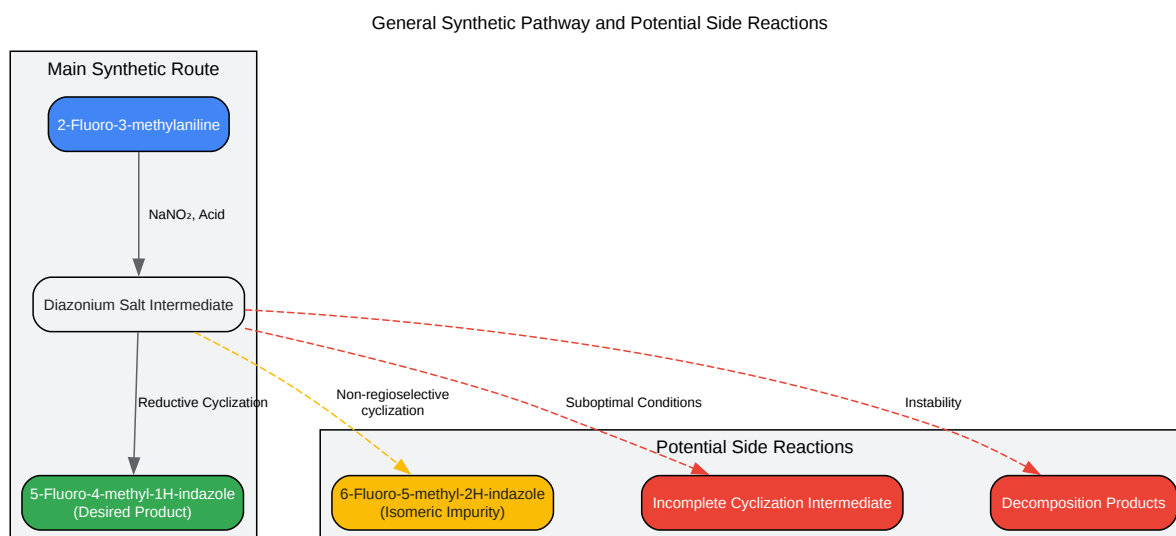 General Synthetic Pathway and Potential Side Reactions
Main Synthetic Route
2-Fluoro-3-methylaniline
NaNO₂, Acid
Diazonium Salt Intermediate
Reductive Cyclization
Non-regioselective
cyclization
Suboptimal Conditions
Instability
Potential Side Reactions
5-Fluoro-4-methyl-1H-indazole
(Desired Product)
6-Fluoro-5-methyl-2H-indazole
(Isomeric Impurity)
Incomplete Cyclization Intermediate
Decomposition Products